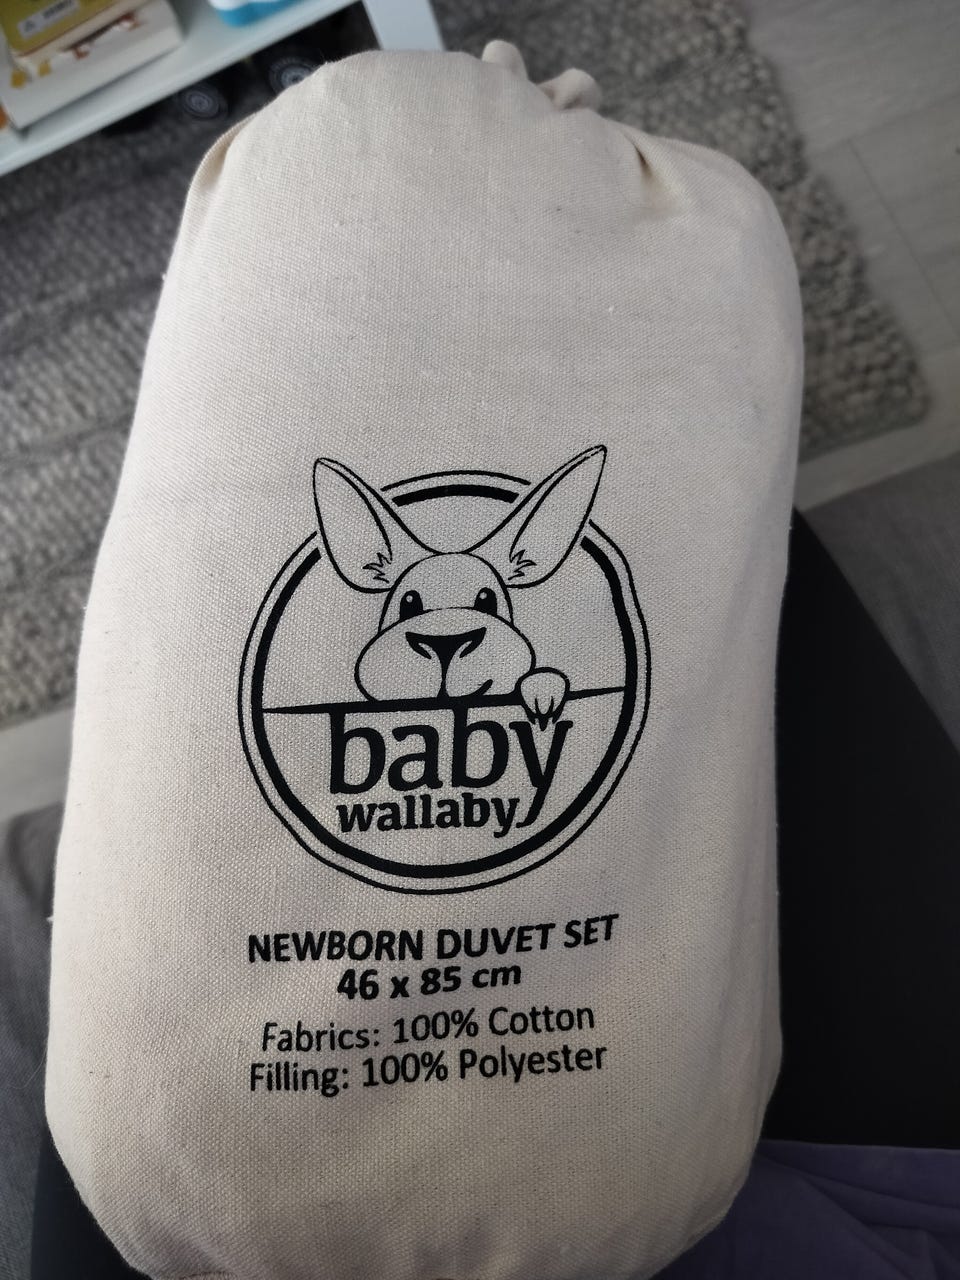 baby
wallaby
NEWBORN DUVET SET
46 x 85 cm
Fabrics: 100% Cotton
Filling: 100% Polyester